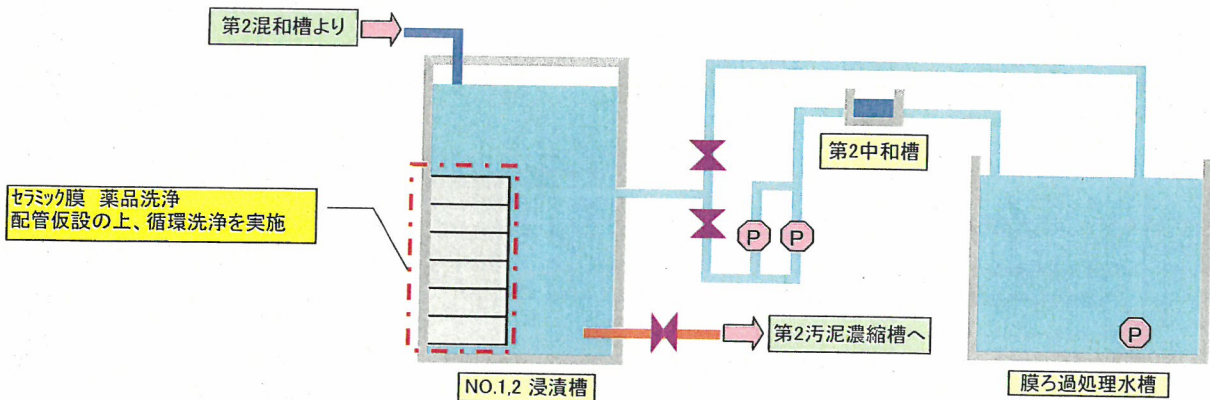 第2混和槽より
第2中和槽
セラミック膜 薬品洗浄
配管仮設の上、循環洗浄を実施
P
P
第2汚泥濃縮槽へ
P
NO.1,2 浸漬槽
膜ろ過処理水槽